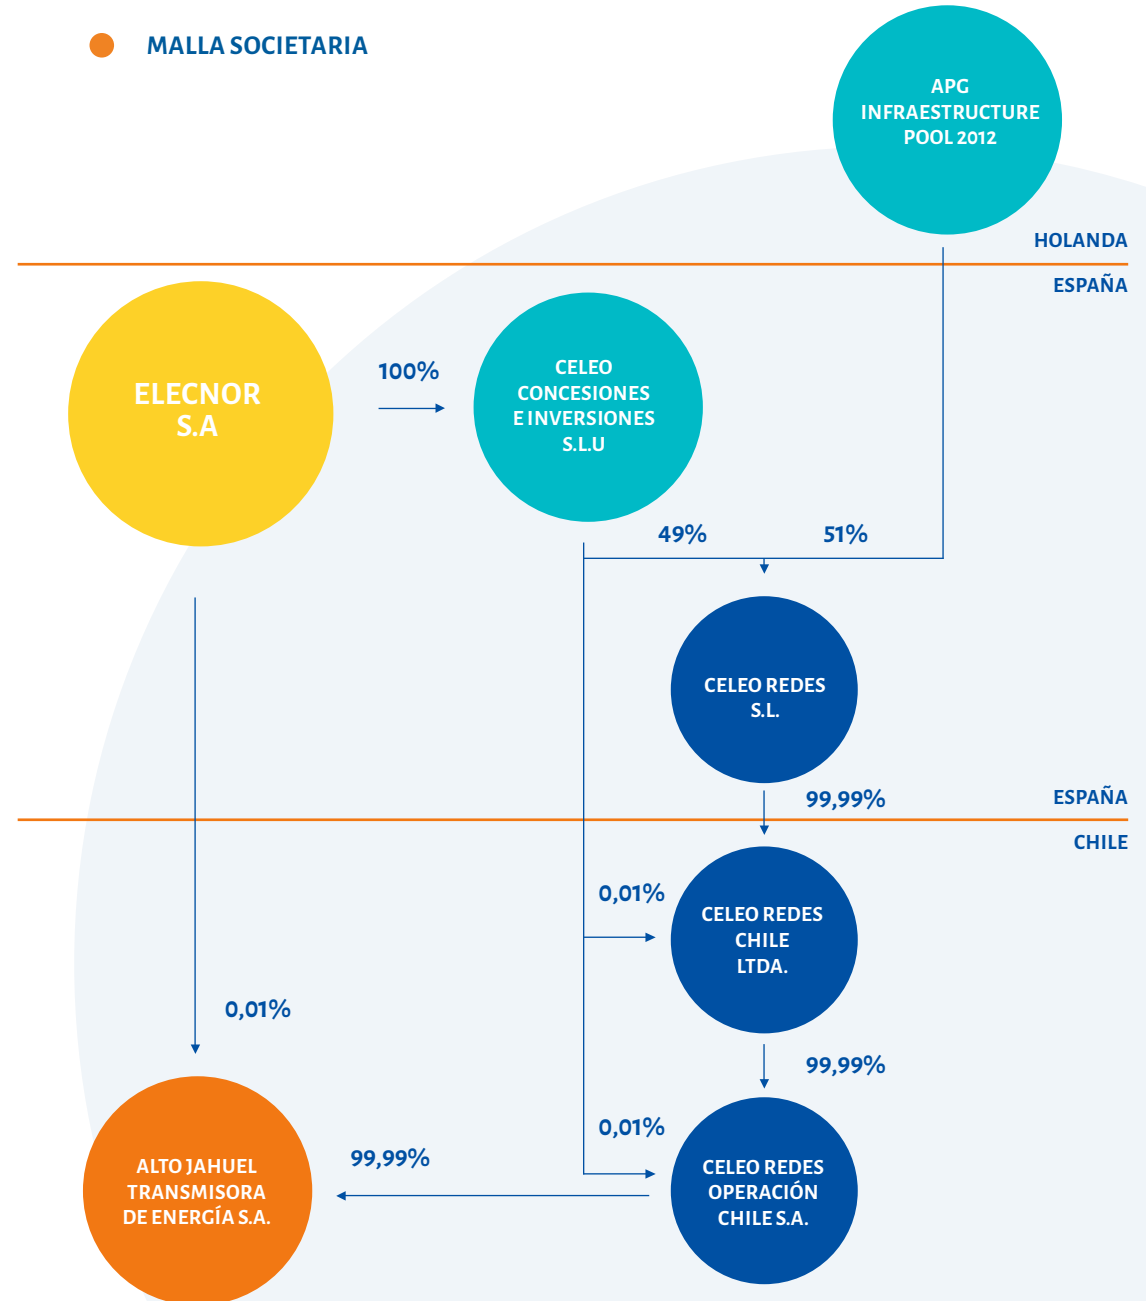 MALLA SOCIETARIA
APG
INFRAESTRUCTURE
POOL 2012
HOLANDA
ESPAÑA
ELECNOR
S.A
100%
CELEO
CONCESIONES
E INVERSIONES
S.L.U
49%
51%
CELEO REDES
S.L.
99,99%
ESPAÑA
CHILE
0,01%
CELEO REDES
CHILE
LTDA.
0,01%
99,99%
0,01%
ALTO JAHUEL
TRANSMISORA
DE ENERGÍA S.A.
99,99%
CELEO REDES
OPERACIÓN
CHILE S.A.